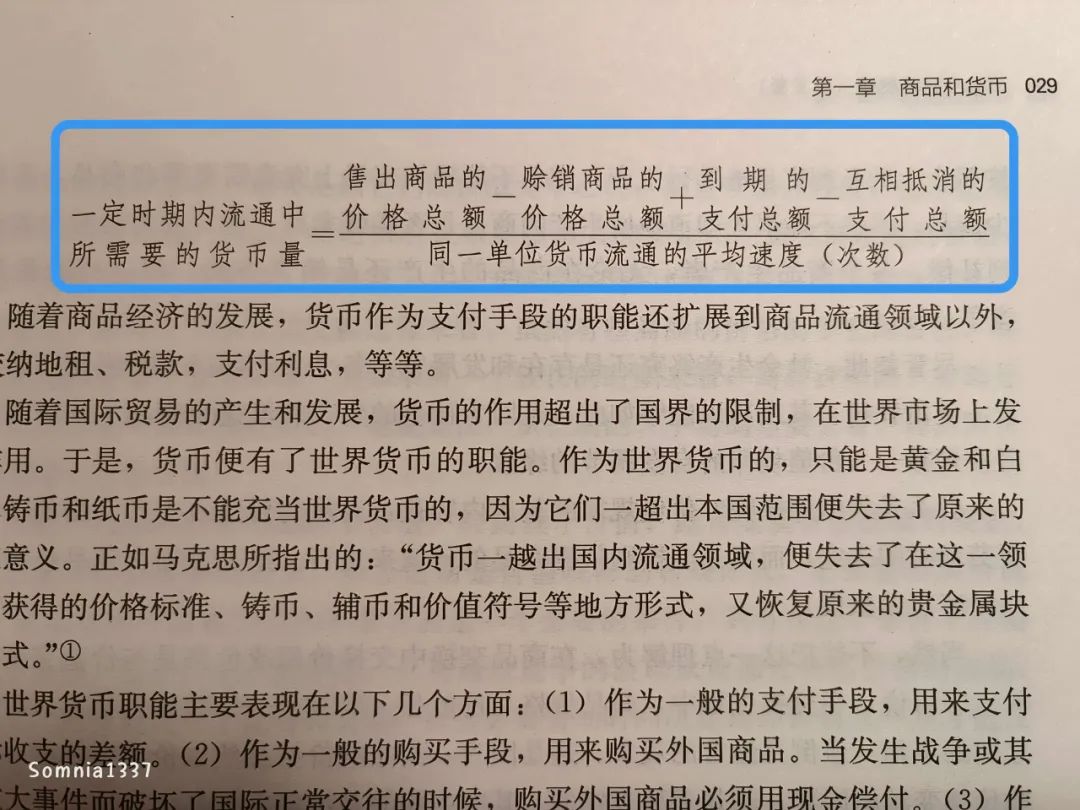 第一章 商品和货币 029
售出商品的 — 赊销商品的 + 到期的 — 互相抵消的
一定时期内流通中 = 价格总额 价格总额 支付总额 支付总额
所需要的货币量 同一单位货币流通的平均速度（次数）
随着商品经济的发展，货币作为支付手段的职能还扩展到商品流通领域以外，
纳地租、税款，支付利息，等等。
随着国际贸易的产生和发展，货币的作用超出了国界的限制，在世界市场上发
用。于是，货币便有了世界货币的职能。作为世界货币的，只能是黄金和白
铸币和纸币是不能充当世界货币的，因为它们一超出本国范围便失去了原来的
意义。正如马克思所指出的：“货币一越出国内流通领域，便失去了在这一领
获得的价格标准、铸币、辅币和价值符号等地方形式，又恢复原来的贵金属块
式。”①
世界货币职能主要表现在以下几个方面：（1）作为一般的支付手段，用来支付
收支的差额。（2）作为一般的购买手段，用来购买外国商品。当发生战争或其
大事件而破坏了国际正常交往的时候，购买外国商品必须用现金偿付。（3）作
Somnia1337